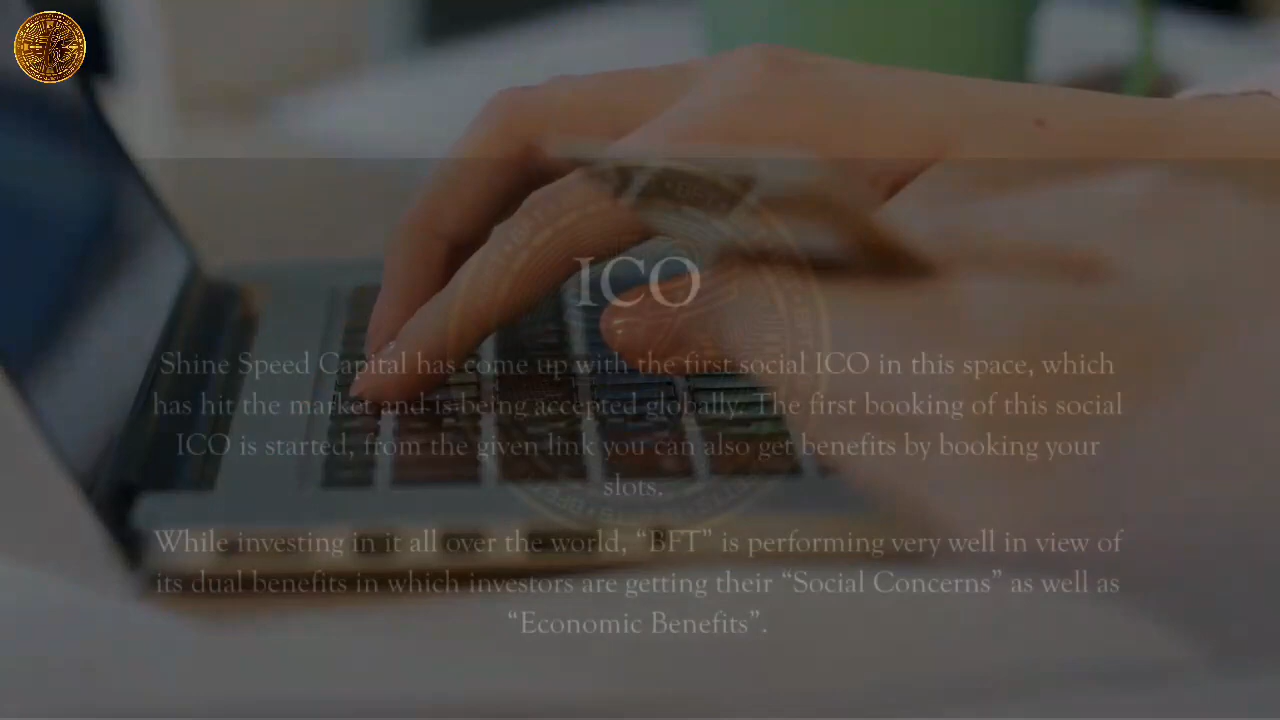 ICO
Shine Speed Capital has come up with the first social ICO in this space, which
has hit the market and is being accepted globally. The first booking of this social
ICO is started, from the given link you can also get benefits by booking your
slots.
While investing in it all over the world, “BFT” is performing very well in view of
its dual benefits in which investors are getting their “Social Concerns” as well as
“Economic Benefits”.